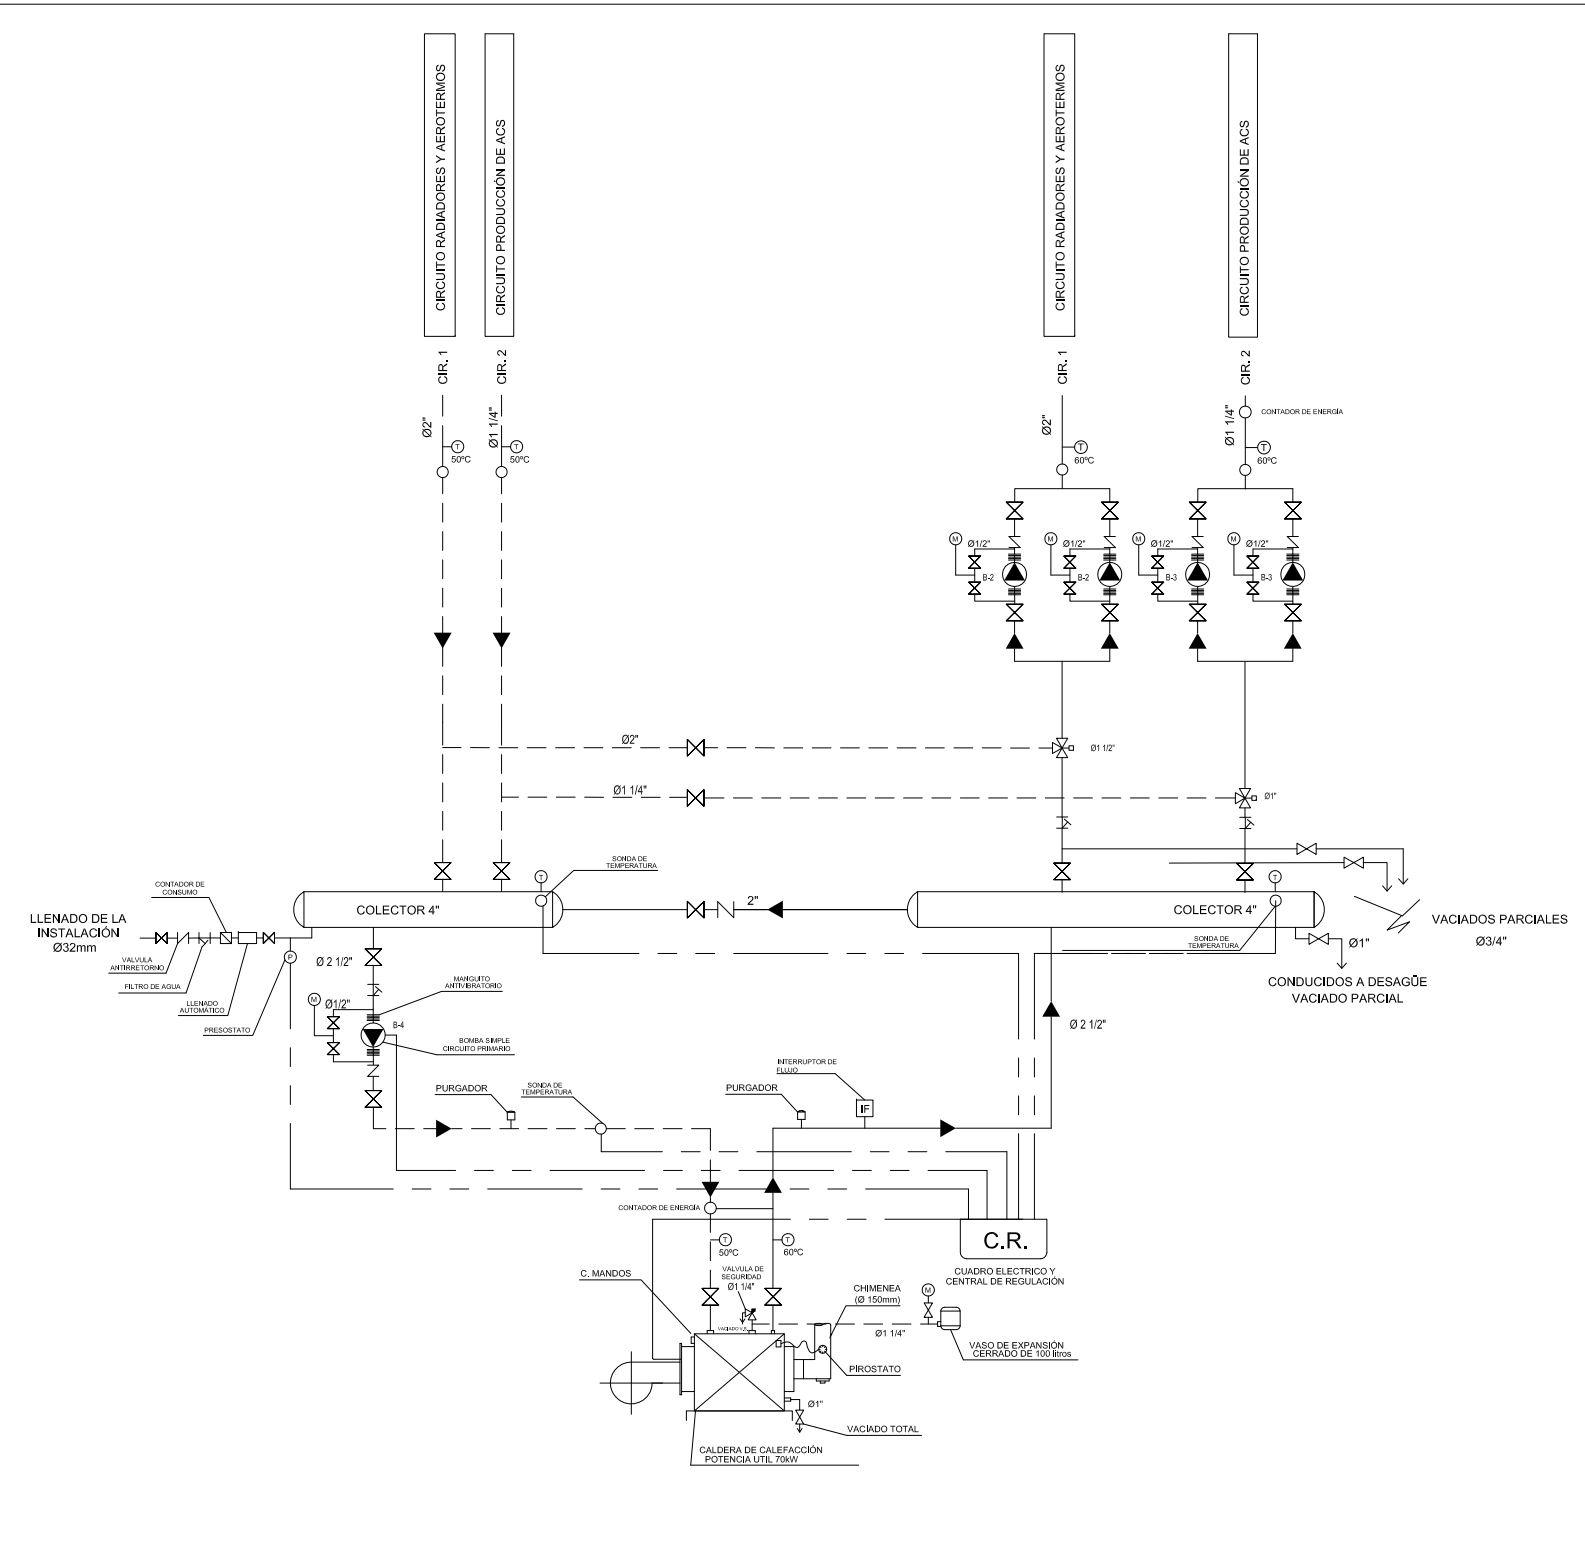 CIRCUITO RADIADORES Y AEROTERMOS
CIRCUITO PRODUCCIÓN DE ACS
CIRCUITO RADIADORES Y AEROTERMOS
CIRCUITO PRODUCCIÓN DE ACS
CIR. 1
CIR. 2
CIR. 1
CIR. 2
Ø2"
Ø1 1/4"
Ø2"
Ø1 1/4"
CONTADOR DE ENERGÍA
T
50ºC
T
50ºC
T
60ºC
T
60ºC
M
Ø1/2"
B-2
M
Ø1/2"
B-2
M
Ø1/2"
B-3
M
Ø1/2"
B-3
Ø2"
Ø1 1/2"
Ø1 1/4"
Ø1"
SONDA DE
TEMPERATURA
T
T
COLECTOR 4"
2"
COLECTOR 4"
CONTADOR DE
CONSUMO
LLENADO DE LA
INSTALACIÓN
Ø32mm
VALVULA
ANTIRRETORNO
FILTRO DE AGUA
LLENADO
AUTOMÁTICO
PRESOSTATO
P
VACIADOS PARCIALES
Ø3/4"
SONDA DE
TEMPERATURA
Ø1"
CONDUCIDOS A DESAGÜE
VACIADO PARCIAL
Ø 2 1/2"
MANGUITO
ANTIVIBRATORIO
M
Ø1/2"
B-4
BOMBA SIMPLE
CIRCUITO PRIMARIO
Ø 2 1/2"
PURGADOR
SONDA DE
TEMPERATURA
PURGADOR
INTERRUPTOR DE
FLUJO
IF
CONTADOR DE ENERGÍA
T
50ºC
T
60ºC
C.R.
CUADRO ELECTRICO Y
CENTRAL DE REGULACIÓN
C. MANDOS
VALVULA DE
SEGURIDAD
Ø1 1/4"
VACIADO V.S.
CHIMENEA
(Ø 150mm)
M
Ø1 1/4"
VASO DE EXPANSIÓN
CERRADO DE 100 litros
PIROSTATO
Ø1"
VACIADO TOTAL
CALDERA DE CALEFACCIÓN
POTENCIA UTIL 70kW